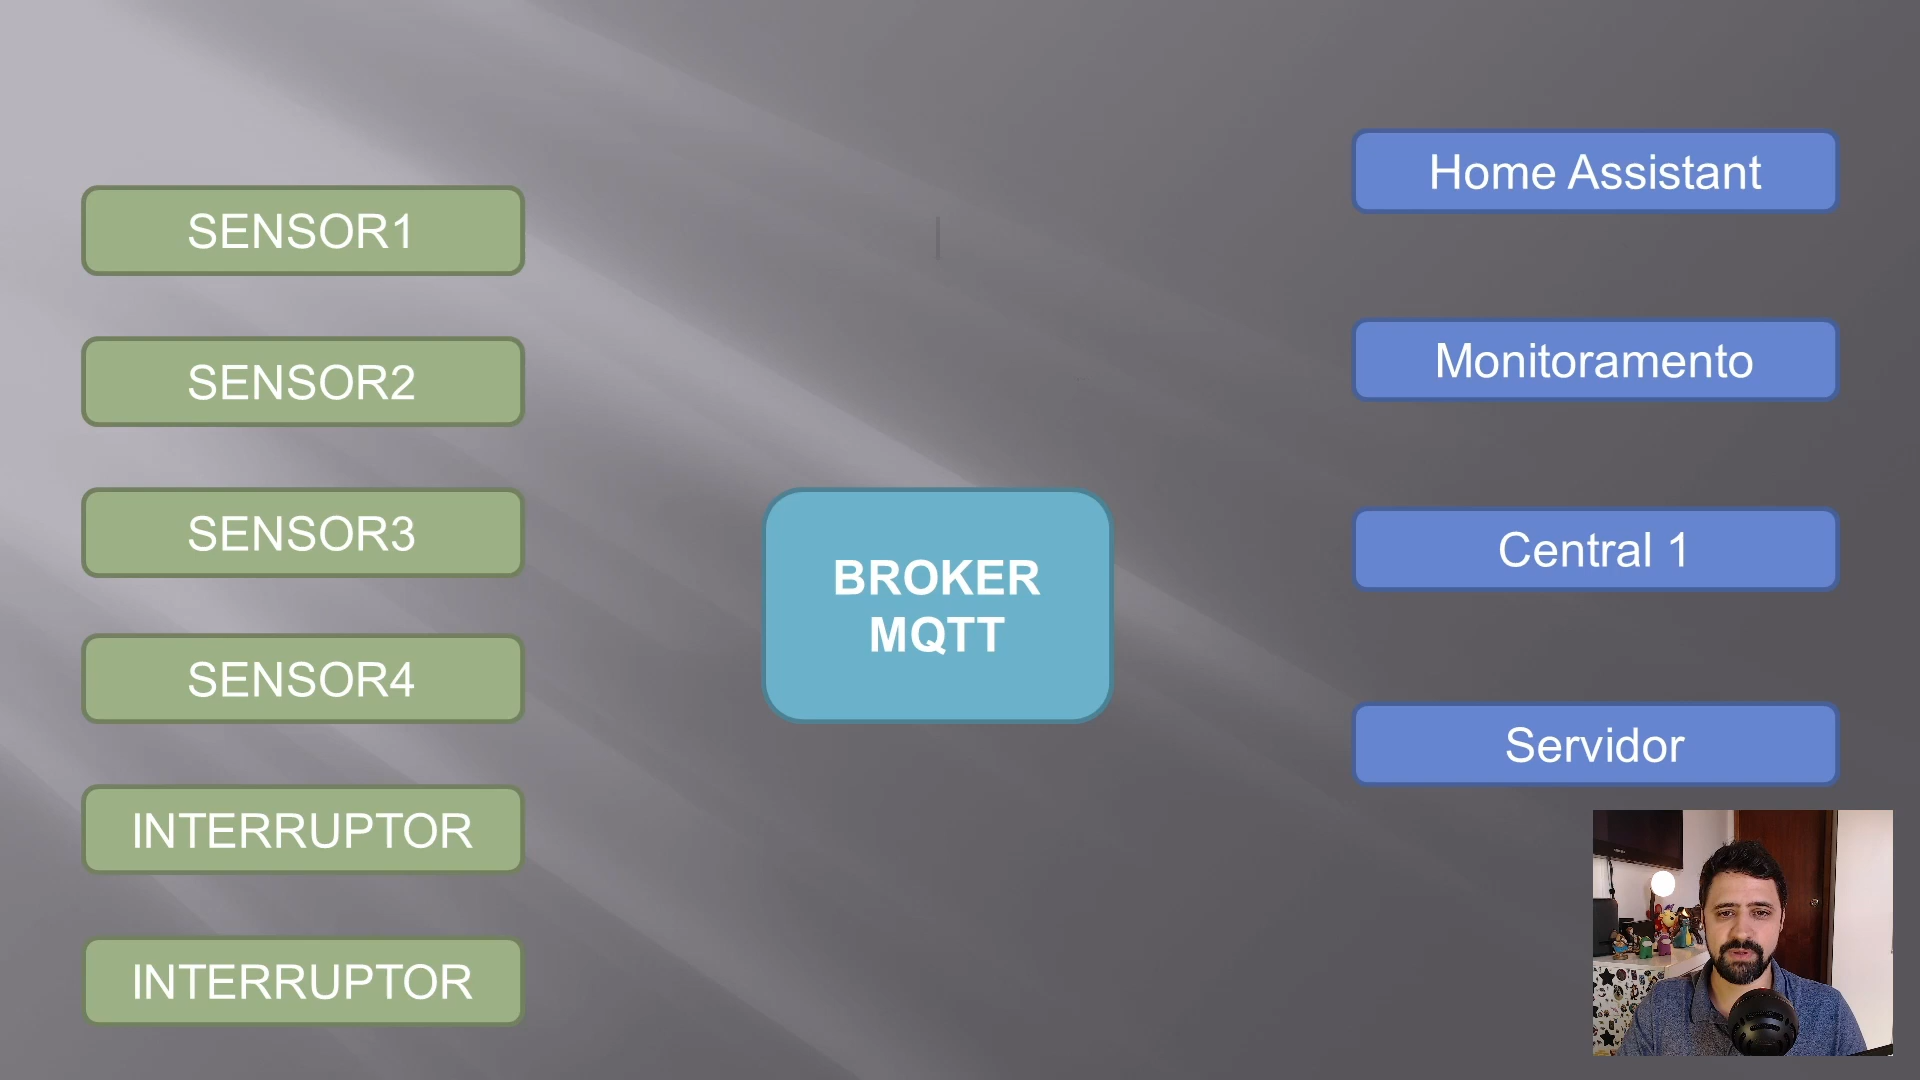 SENSOR1
SENSOR2
SENSOR3
SENSOR4
INTERRUPTOR
INTERRUPTOR
BROKER
MQTT
Home Assistant
Monitoramento
Central 1
Servidor